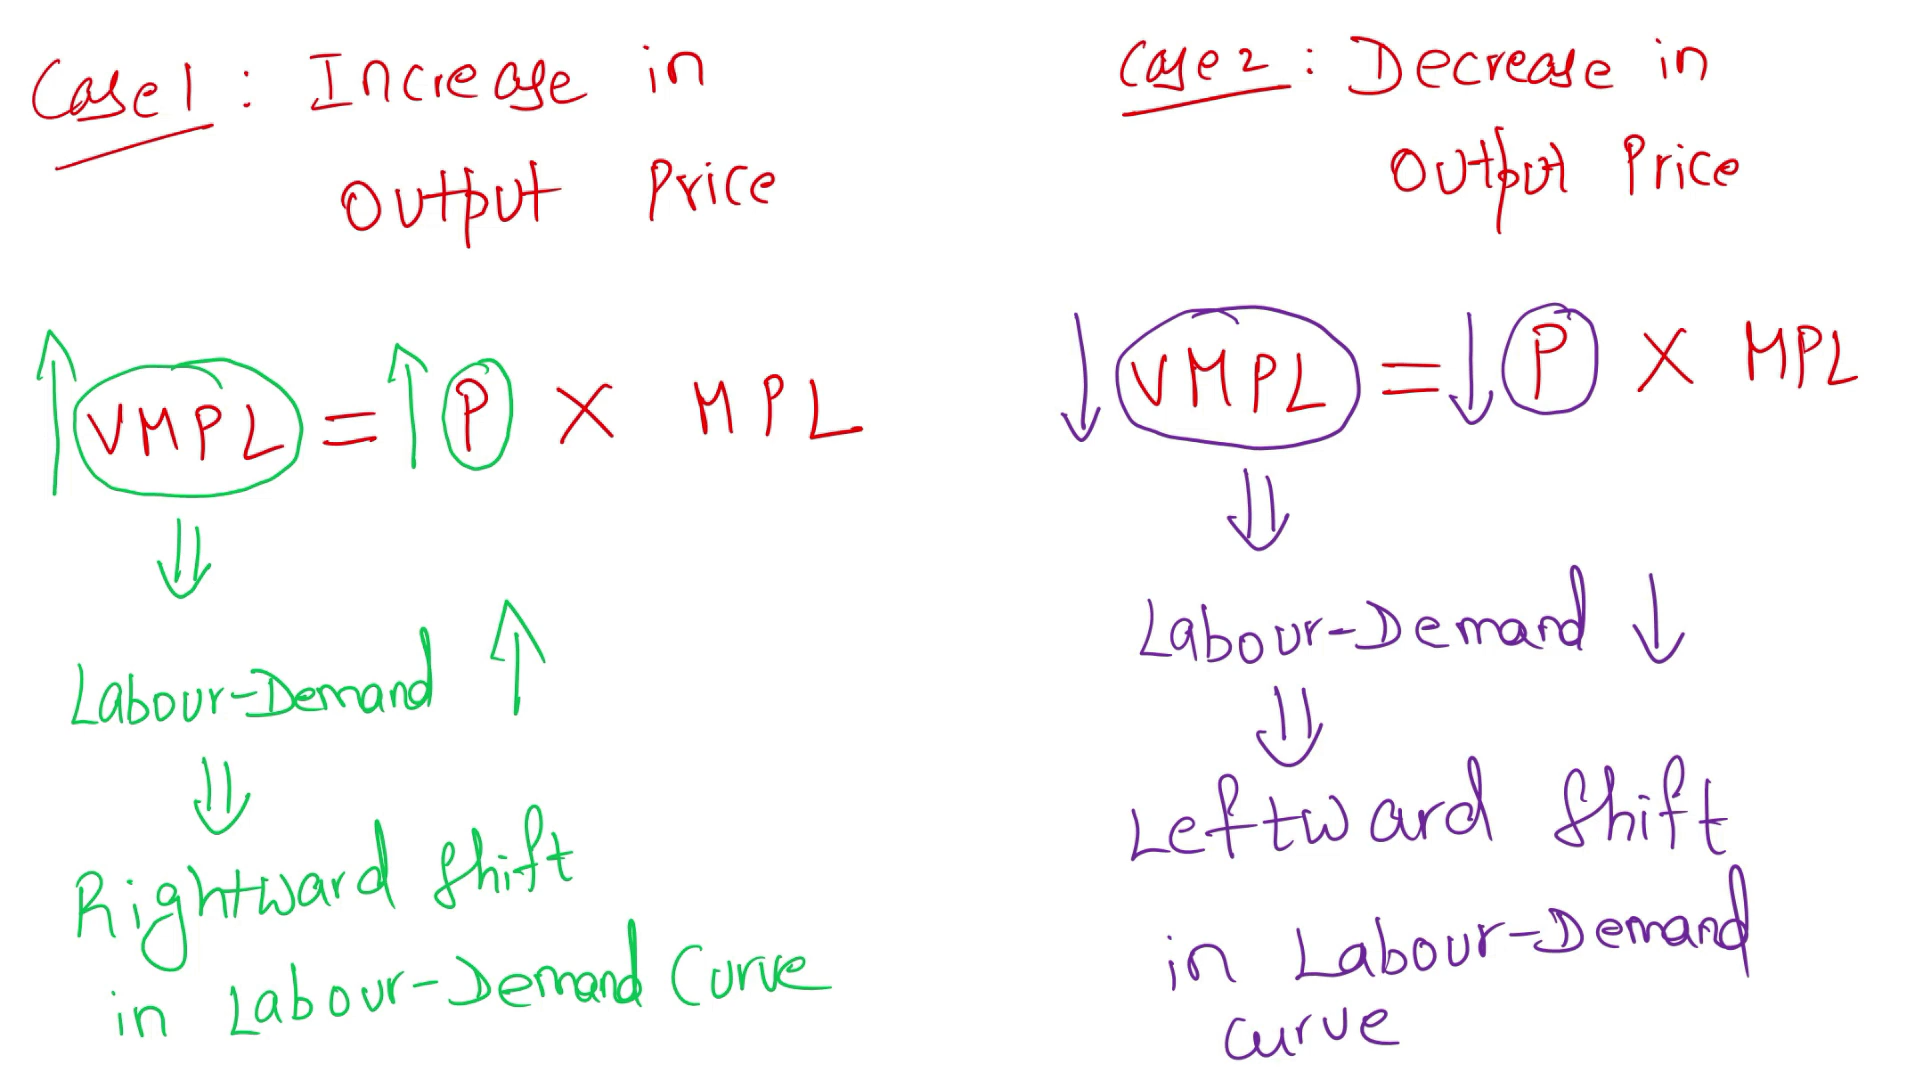 Case 1 : Increase in
Output Price
↑ VMPL = ↑ P × MPL
⇓
Labour-Demand ↑
⇓
Rightward Shift
in Labour-Demand Curve
Case 2 : Decrease in
Output Price
↓ VMPL = ↓ P × MPL
⇓
Labour-Demand ↓
⇓
Leftward Shift
in Labour-Demand
Curve